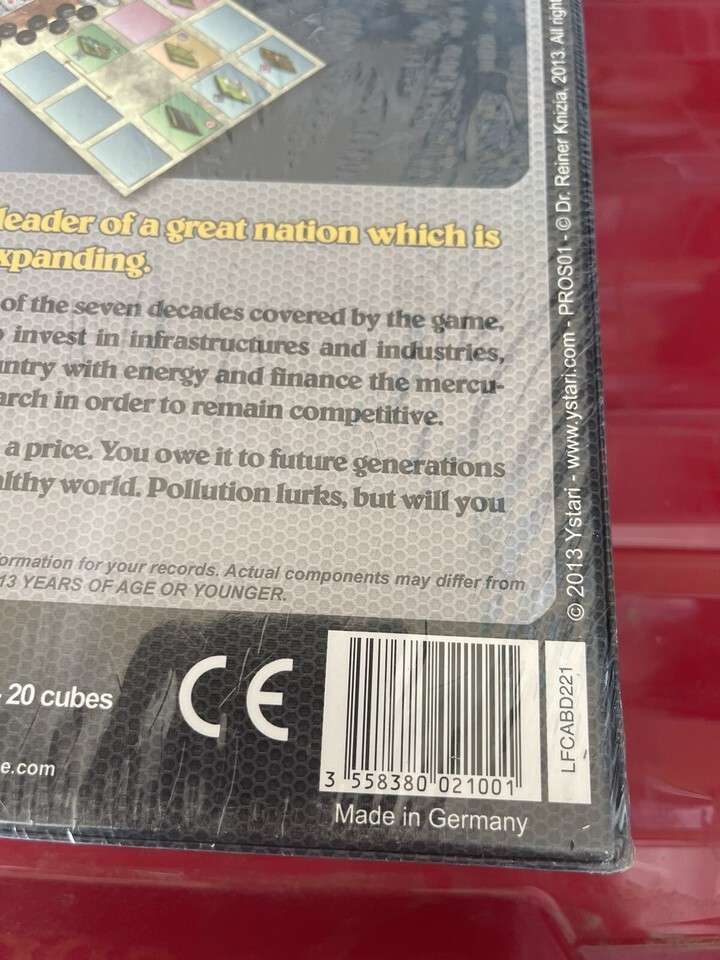 leader of a great nation which is
xpanding.
of the seven decades covered by the game,
invest in infrastructures and industries,
untry with energy and finance the mercu-
arch in order to remain competitive.
a price. You owe it to future generations
althy world. Pollution lurks, but will you
ormation for your records. Actual components may differ from
13 YEARS OF AGE OR YOUNGER.
- 20 cubes
CE
e.com
3 558380 021001
Made in Germany
LFCABD221
© 2013 Ystari - www.ystari.com - PROS01 - © Dr. Reiner Knizia, 2013. All right